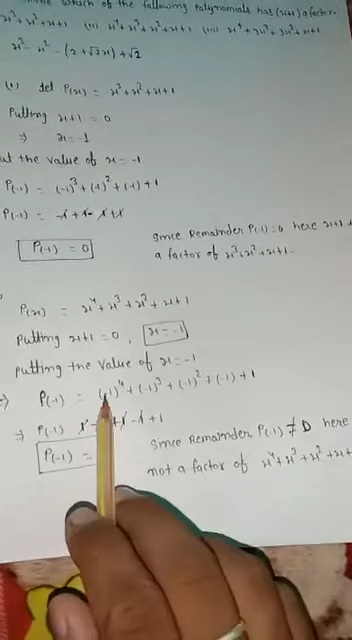 which of the following polynomials has (x+1) a factor.
x³+x²+x+1 (ii) x⁴+x³+x²+x+1 (iii) x⁴+3x³+3x²+x+1
x³-x²-(2+√2x)+√2
(i) let P(x) = x³+x²+x+1
Putting x+1=0
⇒ x=-1
the value of x=-1
P(-1) = (-1)³+(-1)²+(-1)+1
P(-1) = -1+1-1+1
P(-1) = 0
Since Remainder P(-1)=0 here x+1
a factor of x³+x²+x+1.
P(x) = x⁴+x³+x²+x+1
Putting x+1=0, x=-1
putting the value of x=-1
P(-1) = (-1)⁴+(-1)³+(-1)²+(-1)+1
⇒ P(-1) 1- +1-1+1
P(-1) =
Since Remainder P(-1)≠0 here
not a factor of x⁴+x³+x²+x+